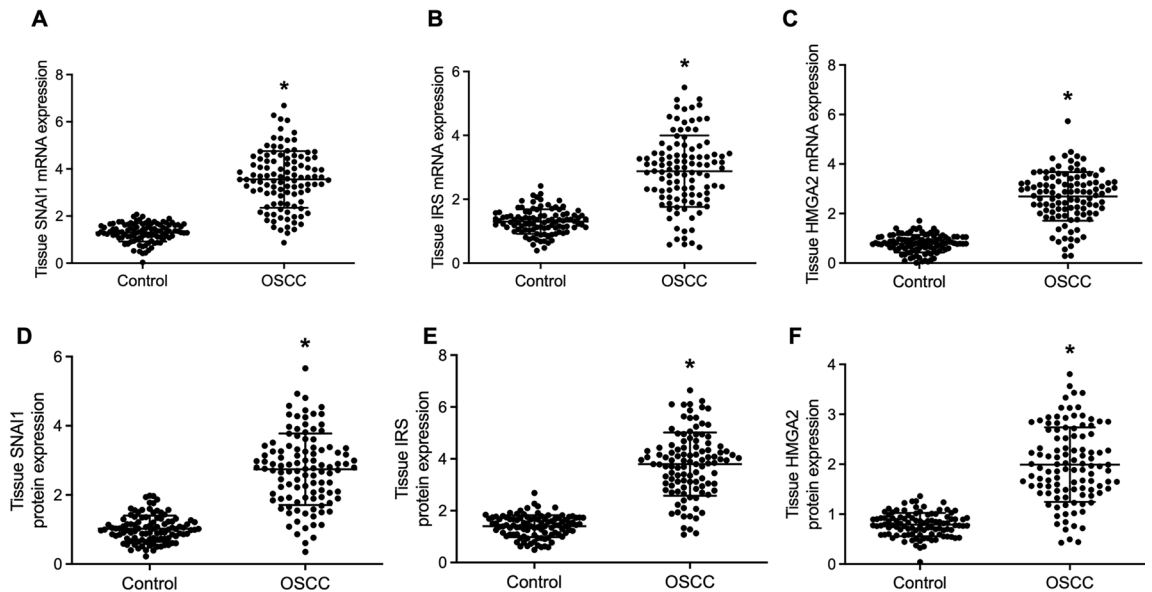 A
Tissue SNAI1 mRNA expression
8
6
4
2
0
*
Control
OSCC
B
Tissue IRS mRNA expression
6
4
2
0
*
Control
OSCC
C
Tissue HMGA2 mRNA expression
8
6
4
2
0
*
Control
OSCC
D
Tissue SNAI1
protein expression
6
4
2
0
*
Control
OSCC
E
Tissue IRS
protein expression
8
6
4
2
0
*
Control
OSCC
F
Tissue HMGA2
protein expression
4
3
2
1
0
*
Control
OSCC